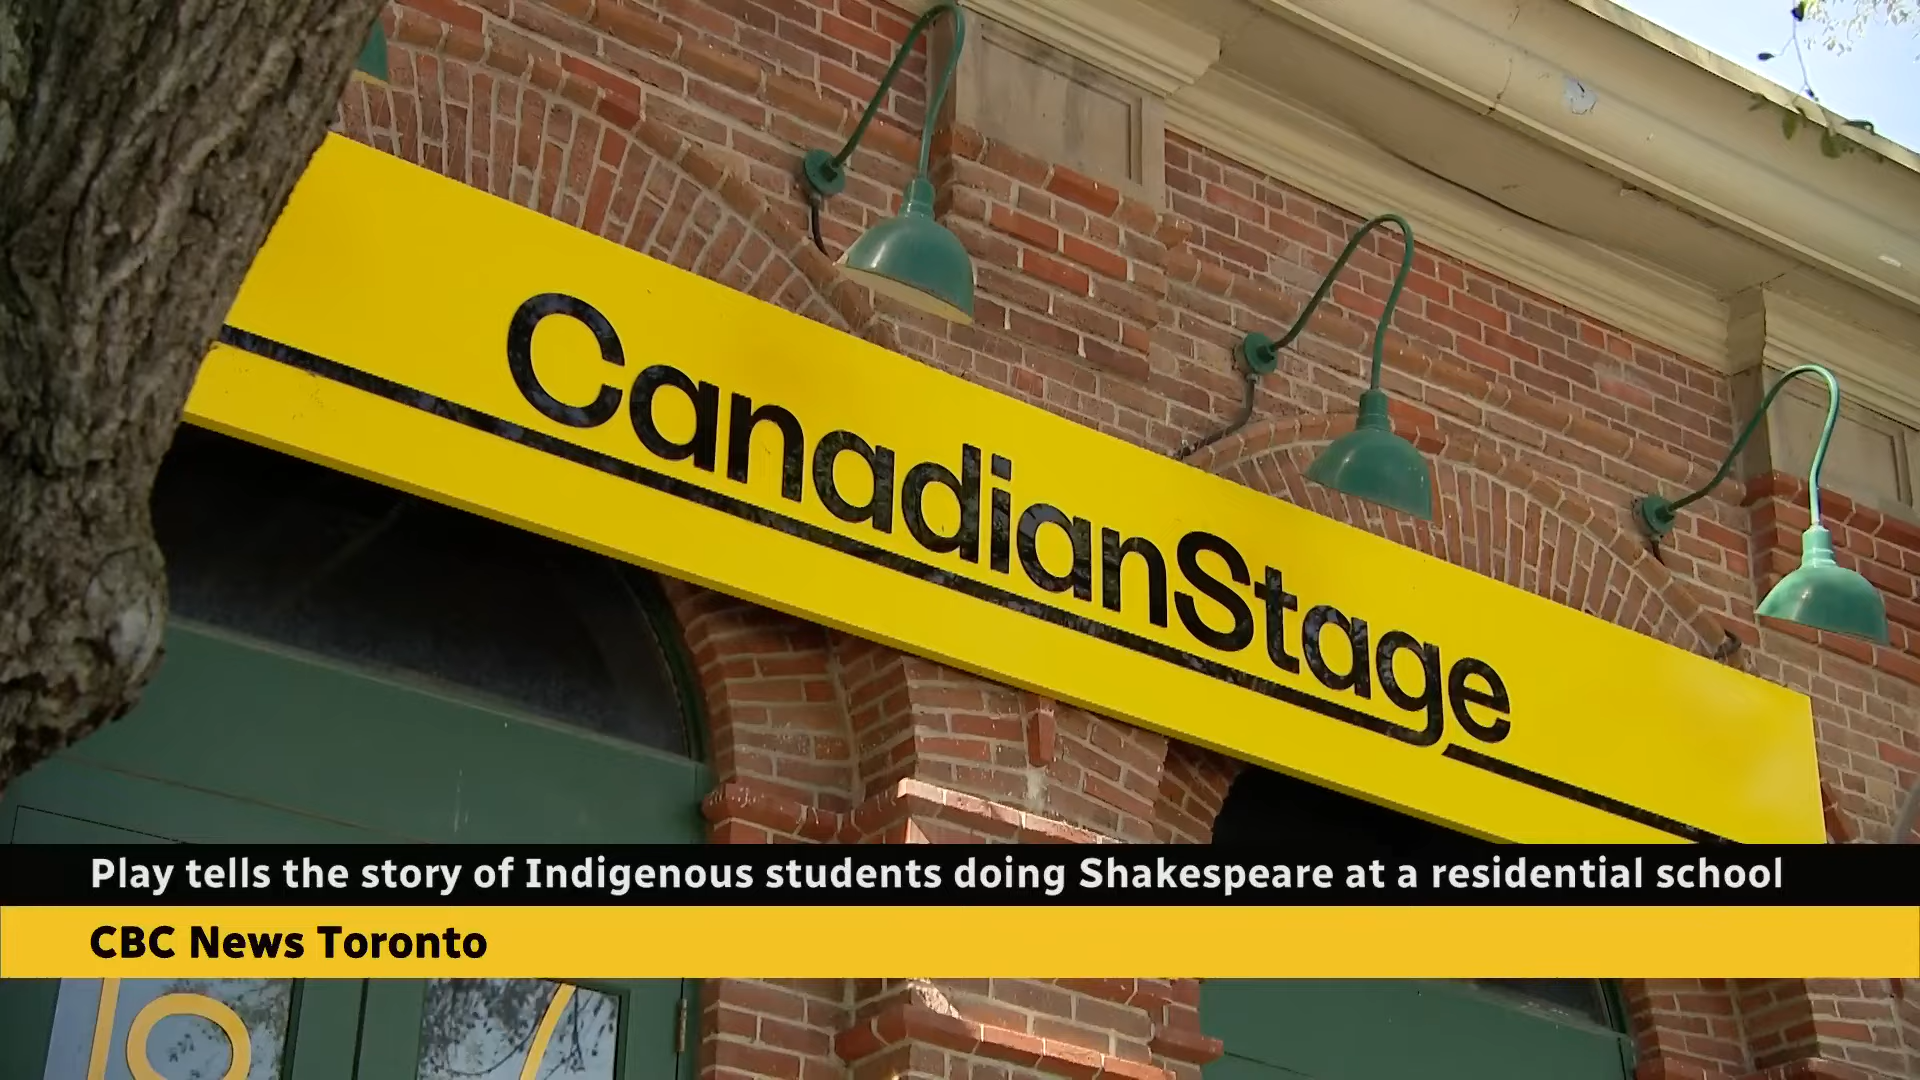 CanadianStage
Play tells the story of Indigenous students doing Shakespeare at a residential school
CBC News Toronto